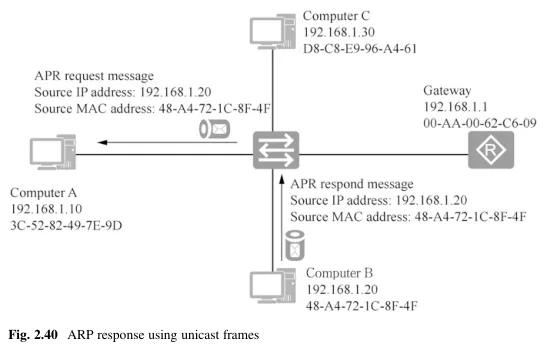 Computer C
192.168.1.30
D8-C8-E9-96-A4-61
APR request message
Source IP address: 192.168.1.20
Source MAC address: 48-A4-72-1C-8F-4F
Gateway
192.168.1.1
00-AA-00-62-C6-09
R
Computer A
192.168.1.10
3C-52-82-49-7E-9D
APR respond message
Source IP address: 192.168.1.20
Source MAC address: 48-A4-72-1C-8F-4F
Computer B
192.168.1.20
48-A4-72-1C-8F-4F
Fig. 2.40 ARP response using unicast frames